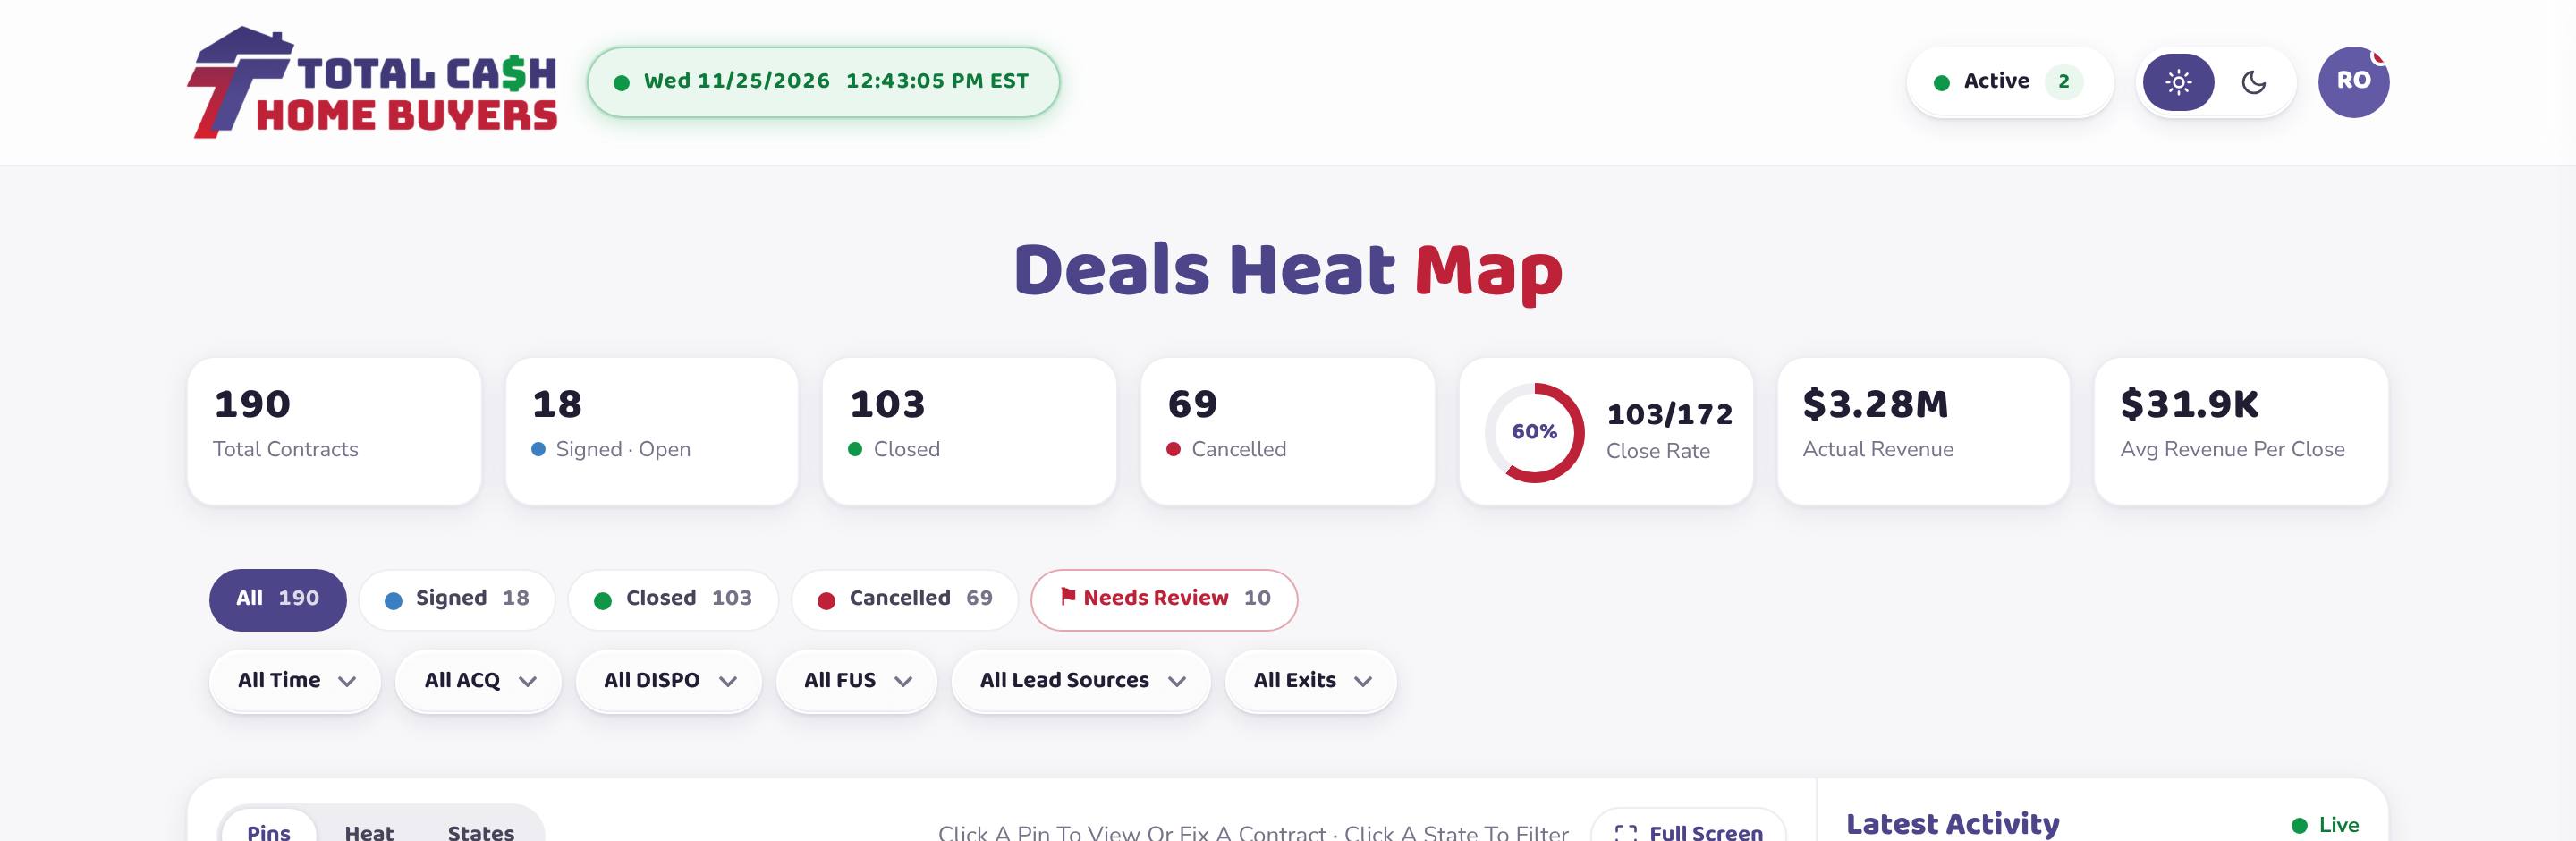 TOTAL CA$H
HOME BUYERS
Wed 11/25/2026 12:43:05 PM EST
Active 2
RO
Deals Heat Map
190
Total Contracts
18
Signed · Open
103
Closed
69
Cancelled
60%
103/172
Close Rate
$3.28M
Actual Revenue
$31.9K
Avg Revenue Per Close
All 190
Signed 18
Closed 103
Cancelled 69
Needs Review 10
All Time
All ACQ
All DISPO
All FUS
All Lead Sources
All Exits
Pins
Heat
States
Click A Pin To View Or Fix A Contract · Click A State To Filter
Full Screen
Latest Activity
Live